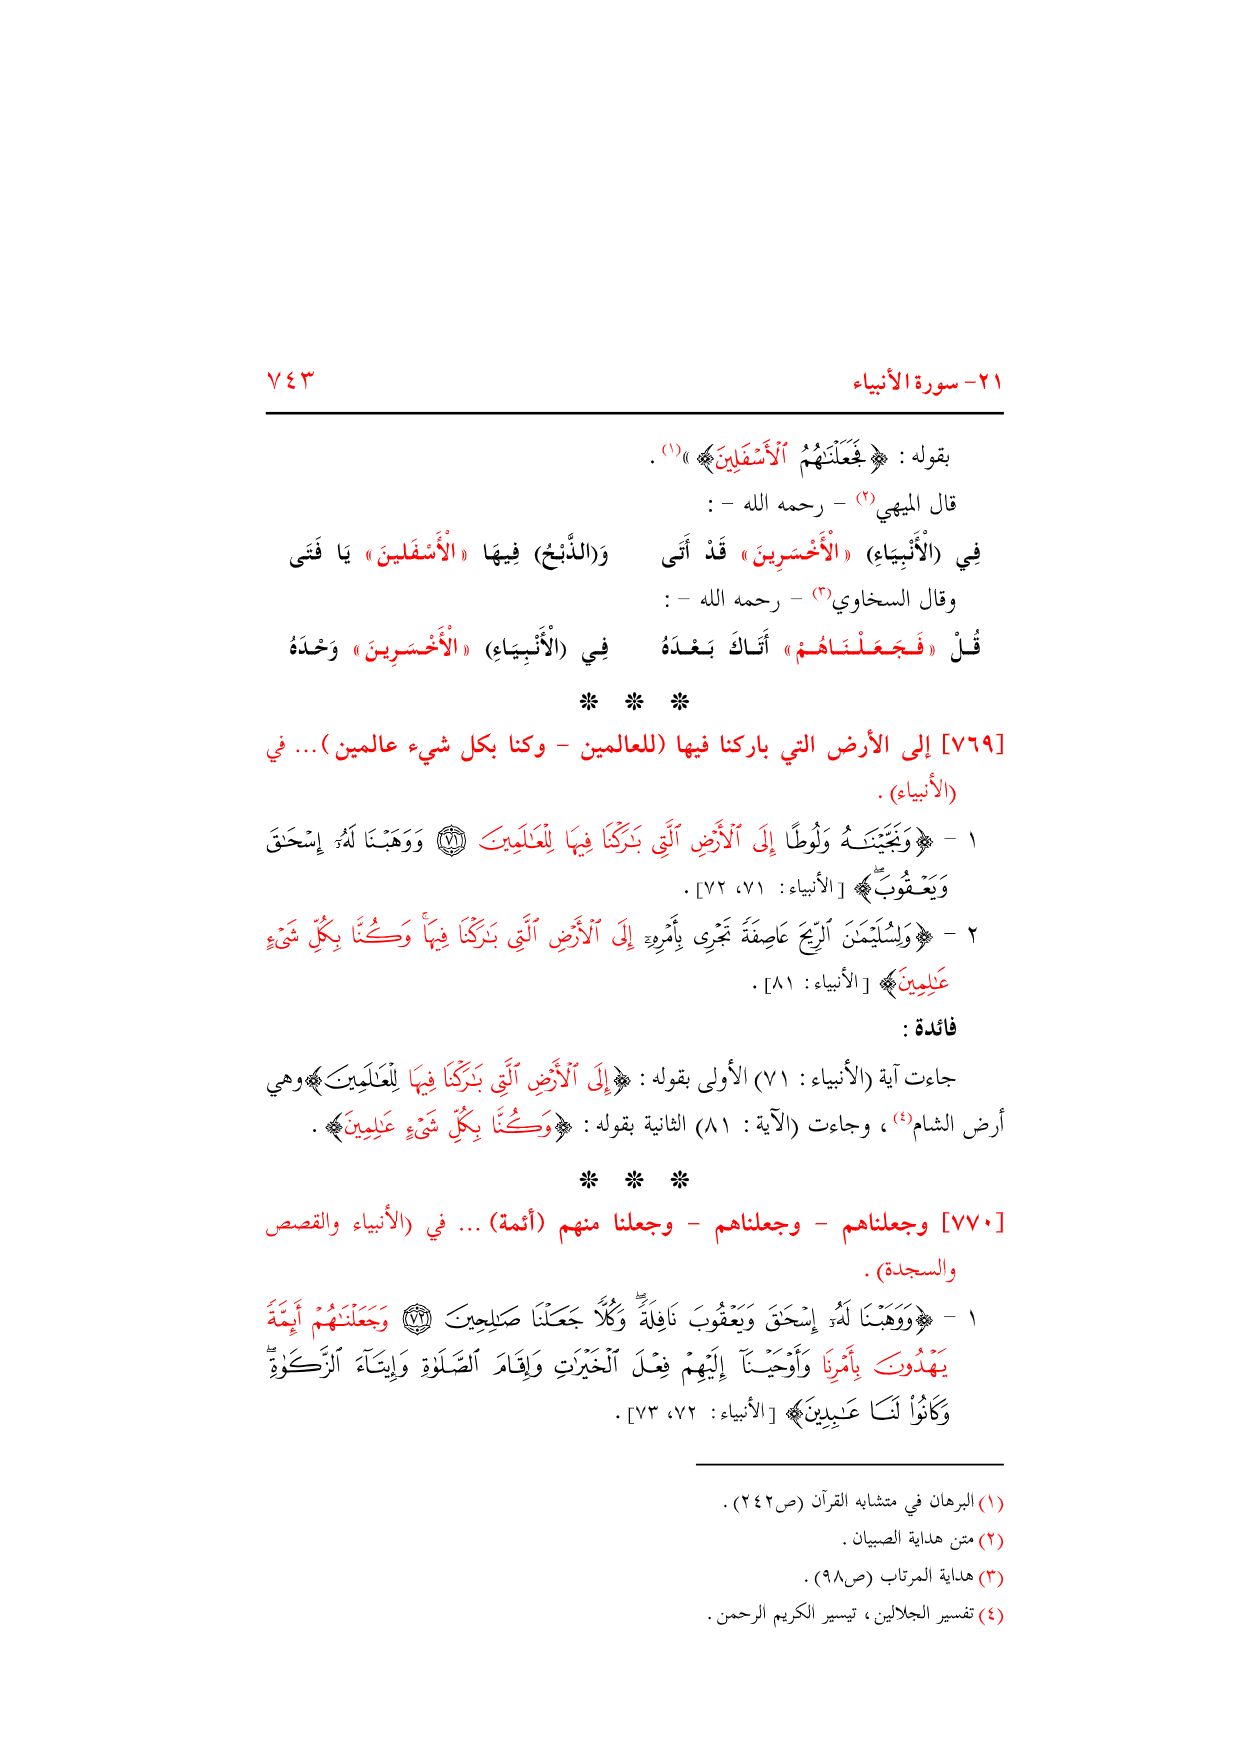 ٢١- سورة الأنبياء ٧٤٣
بقوله : ﴿فَجَعَلۡنَٰهُمُ ٱلۡأَسۡفَلِينَ﴾ »(١) .
قال الميهي(٢) – رحمه الله – :
فِي (الْأَنْبِيَاءِ) «الْأَخْسَرِينَ» قَدْ أَتَى وَ(الذِّبْحُ) فِيهَا «الْأَسْفَلينَ» يَا فَتَى
وقال السخاوي(٣) – رحمه الله – :
قُلْ «فَجَعَلْنَاهُمْ» أَتَاكَ بَعْدَهُ فِي (الْأَنْبِيَاءِ) «الْأَخْسَرِينَ» وَحْدَهُ
❊ ❊ ❊
[٧٦٩] إلى الأرض التي باركنا فيها (للعالمين – وكنا بكل شيء عالمين)... في
(الأنبياء) .
١ – ﴿وَنَجَّيۡنَٰهُ وَلُوطًا إِلَى ٱلۡأَرۡضِ ٱلَّتِي بَٰرَكۡنَا فِيهَا لِلۡعَٰلَمِينَ ۝٧١ وَوَهَبۡنَا لَهُۥٓ إِسۡحَٰقَ
وَيَعۡقُوبَۖ﴾ [الأنبياء: ٧١، ٧٢] .
٢ – ﴿وَلِسُلَيۡمَٰنَ ٱلرِّيحَ عَاصِفَةٗ تَجۡرِي بِأَمۡرِهِۦٓ إِلَى ٱلۡأَرۡضِ ٱلَّتِي بَٰرَكۡنَا فِيهَاۚ وَكُنَّا بِكُلِّ شَيۡءٍ
عَٰلِمِينَ﴾ [الأنبياء: ٨١] .
فائدة :
جاءت آية (الأنبياء: ٧١) الأولى بقوله : ﴿إِلَى ٱلۡأَرۡضِ ٱلَّتِي بَٰرَكۡنَا فِيهَا لِلۡعَٰلَمِينَ﴾وهي
أرض الشام(٤)، وجاءت (الآية: ٨١) الثانية بقوله : ﴿وَكُنَّا بِكُلِّ شَيۡءٍ عَٰلِمِينَ﴾ .
❊ ❊ ❊
[٧٧٠] وجعلناهم – وجعلناهم – وجعلنا منهم (أئمة) ... في (الأنبياء والقصص
والسجدة) .
١ – ﴿وَوَهَبۡنَا لَهُۥٓ إِسۡحَٰقَ وَيَعۡقُوبَ نَافِلَةٗۖ وَكُلّٗا جَعَلۡنَا صَٰلِحِينَ ۝٧٢ وَجَعَلۡنَٰهُمۡ أَئِمَّةٗ
يَهۡدُونَ بِأَمۡرِنَا وَأَوۡحَيۡنَآ إِلَيۡهِمۡ فِعۡلَ ٱلۡخَيۡرَٰتِ وَإِقَامَ ٱلصَّلَوٰةِ وَإِيتَآءَ ٱلزَّكَوٰةِۖ
وَكَانُواْ لَنَا عَٰبِدِينَ﴾ [الأنبياء: ٧٢، ٧٣] .
(١) البرهان في متشابه القرآن (ص٢٤٢) .
(٢) متن هداية الصبيان .
(٣) هداية المرتاب (ص٩٨) .
(٤) تفسير الجلالين، تيسير الكريم الرحمن .